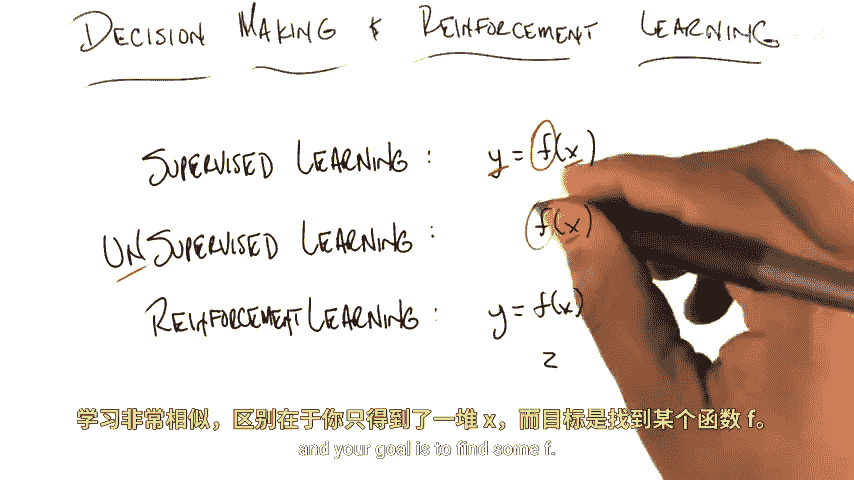 DECISION MAKING & REINFORCEMENT LEARNING
SUPERVISED LEARNING : y = f(x)
UNSUPERVISED LEARNING : f(x)
REINFORCEMENT LEARNING : y = f(x)
z
学习非常相似，区别在于你只得到了一堆 x，而目标是找到某个函数 f。
and your goal is to find some f.